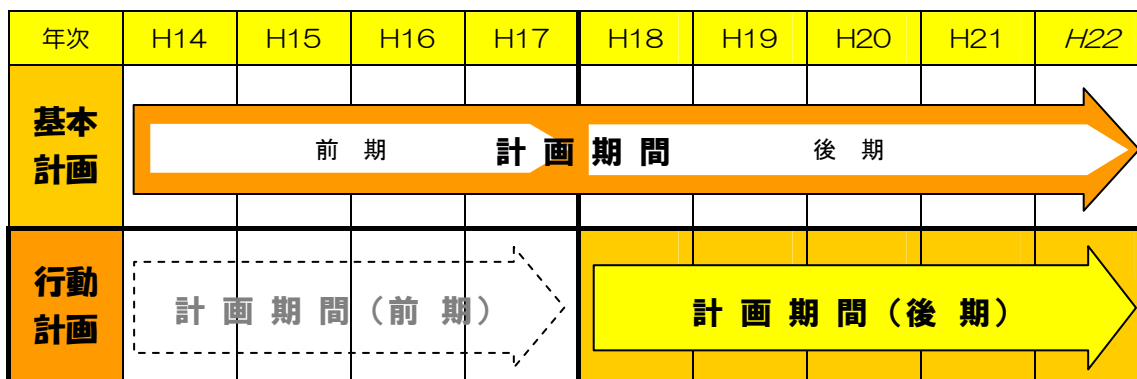 年次 H14 H15 H16 H17 H18 H19 H20 H21 H22
基本
計画
前 期 計 画 期 間 後 期
行動
計画
計 画 期 間（前 期） 計 画 期 間（後 期）